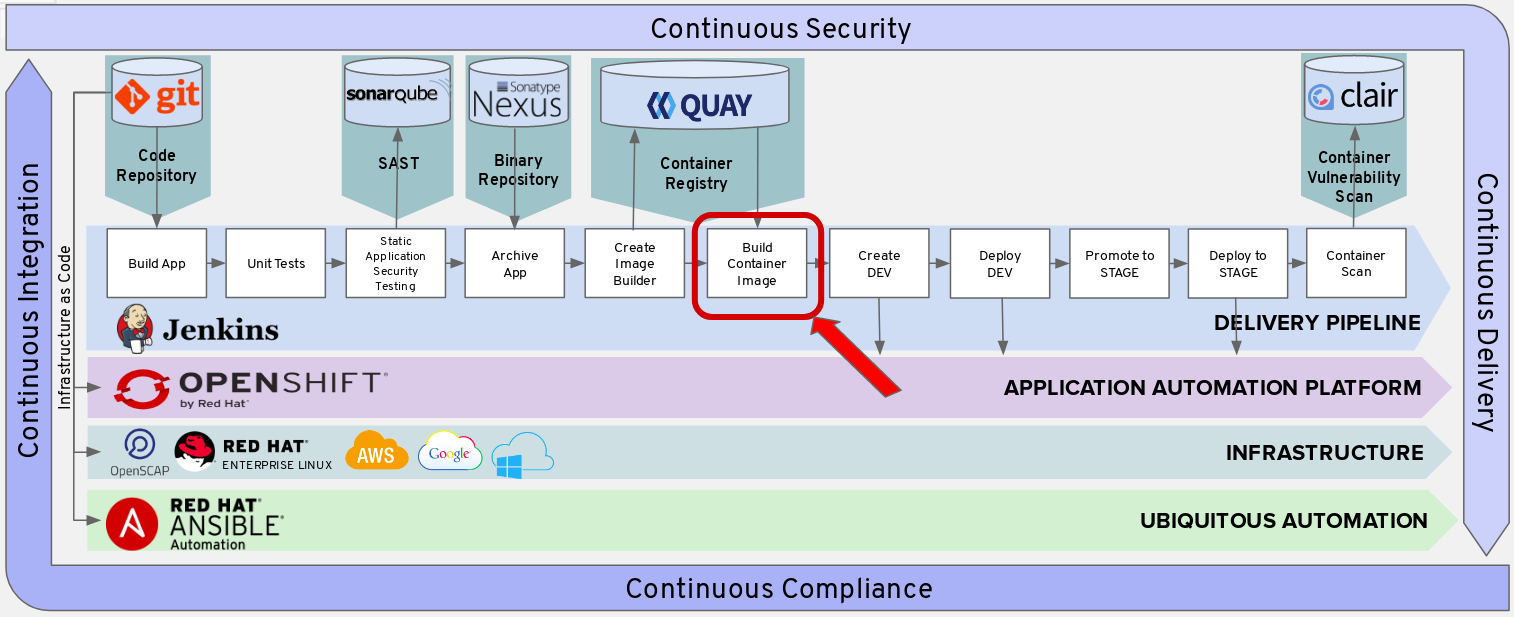 Continuous Security
Continuous Integration
Continuous Delivery
Infrastructure as Code
git
Code
Repository
sonarqube
SAST
Sonatype
Nexus
Binary
Repository
QUAY
Container
Registry
clair
Container
Vulnerability
Scan
Build App
Unit Tests
Static
Application
Security
Testing
Archive
App
Create
Image
Builder
Build
Container
Image
Create
DEV
Deploy
DEV
Promote to
STAGE
Deploy to
STAGE
Container
Scan
Jenkins
DELIVERY PIPELINE
OPENSHIFT
by Red Hat
APPLICATION AUTOMATION PLATFORM
OpenSCAP
RED HAT
ENTERPRISE LINUX
AWS
Google
INFRASTRUCTURE
RED HAT
ANSIBLE
Automation
UBIQUITOUS AUTOMATION
Continuous Compliance